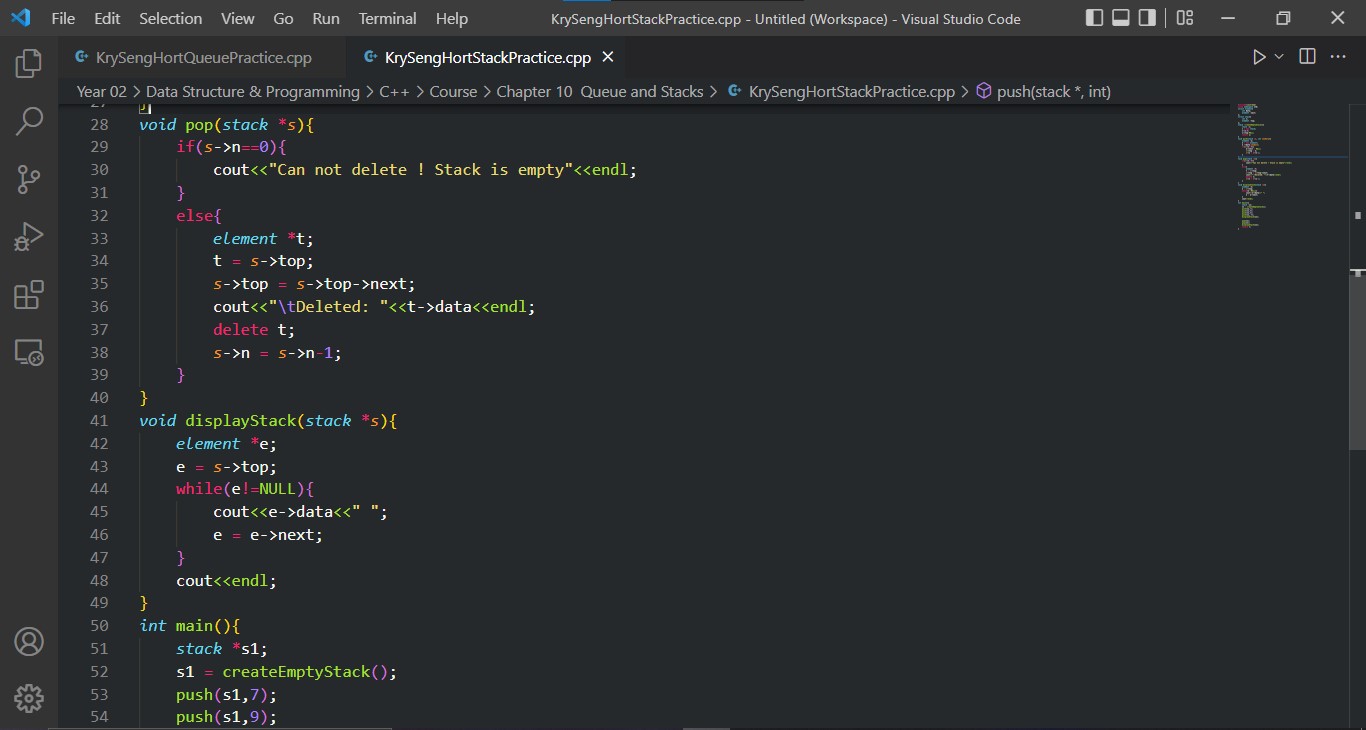 File Edit Selection View Go Run Terminal Help KrySengHortStackPractice.cpp - Untitled (Workspace) - Visual Studio Code
KrySengHortQueuePractice.cpp KrySengHortStackPractice.cpp
Year 02 > Data Structure & Programming > C++ > Course > Chapter 10 Queue and Stacks > KrySengHortStackPractice.cpp > push(stack *, int)
27 }
28 void pop(stack *s){
29 if(s->n==0){
30 cout<<"Can not delete ! Stack is empty"<<endl;
31 }
32 else{
33 element *t;
34 t = s->top;
35 s->top = s->top->next;
36 cout<<"\tDeleted: "<<t->data<<endl;
37 delete t;
38 s->n = s->n-1;
39 }
40 }
41 void displayStack(stack *s){
42 element *e;
43 e = s->top;
44 while(e!=NULL){
45 cout<<e->data<<" ";
46 e = e->next;
47 }
48 cout<<endl;
49 }
50 int main(){
51 stack *s1;
52 s1 = createEmptyStack();
53 push(s1,7);
54 push(s1,9);